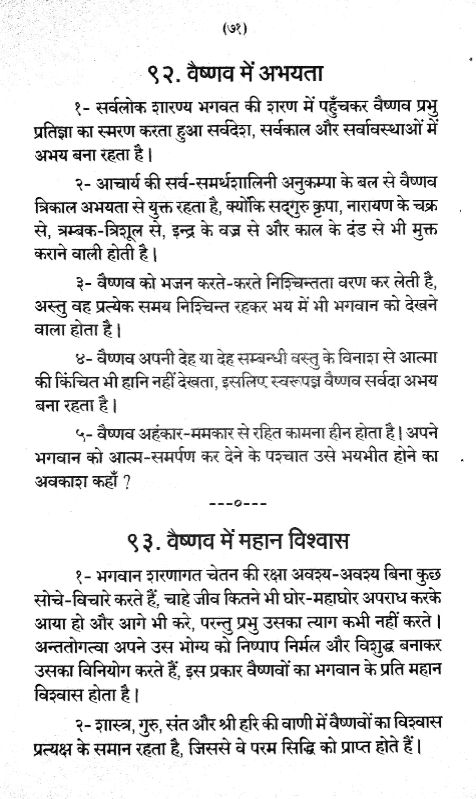 (७१)
९२. वैष्णव में अभयता
१- सर्वलोक शारण्य भगवत की शरण में पहुँचकर वैष्णव प्रभु
प्रतिज्ञा का स्मरण करता हुआ सर्वदेश, सर्वकाल और सर्वावस्थाओं में
अभय बना रहता है।
२- आचार्य की सर्व-समर्थशालिनी अनुकम्पा के बल से वैष्णव
त्रिकाल अभयता से युक्त रहता है, क्योंकि सद्गुरु कृपा, नारायण के चक्र
से, त्रम्बक-त्रिशूल से, इन्द्र के वज्र से और काल के दंड से भी मुक्त
कराने वाली होती है।
३- वैष्णव को भजन करते-करते निश्चिन्तता वरण कर लेती है,
अस्तु वह प्रत्येक समय निश्चिन्त रहकर भय में भी भगवान को देखने
वाला होता है।
४- वैष्णव अपनी देह या देह सम्बन्धी वस्तु के विनाश से आत्मा
की किंचित भी हानि नहीं देखता, इसलिए स्वरूपज्ञ वैष्णव सर्वदा अभय
बना रहता है।
५- वैष्णव अहंकार-ममकार से रहित कामना हीन होता है। अपने
भगवान को आत्म-समर्पण कर देने के पश्चात उसे भयभीत होने का
अवकाश कहाँ ?
---०---
९३. वैष्णव में महान विश्वास
१- भगवान शरणागत चेतन की रक्षा अवश्य-अवश्य बिना कुछ
सोचे-विचारे करते हैं, चाहे जीव कितने भी घोर-महाघोर अपराध करके
आया हो और आगे भी करे, परन्तु प्रभु उसका त्याग कभी नहीं करते।
अन्ततोगत्वा अपने उस भोग्य को निष्पाप निर्मल और विशुद्ध बनाकर
उसका विनियोग करते हैं, इस प्रकार वैष्णवों का भगवान के प्रति महान
विश्वास होता है।
२- शास्त्र, गुरु, संत और श्री हरि की वाणी में वैष्णवों का विश्वास
प्रत्यक्ष के समान रहता है, जिससे वे परम सिद्धि को प्राप्त होते हैं।